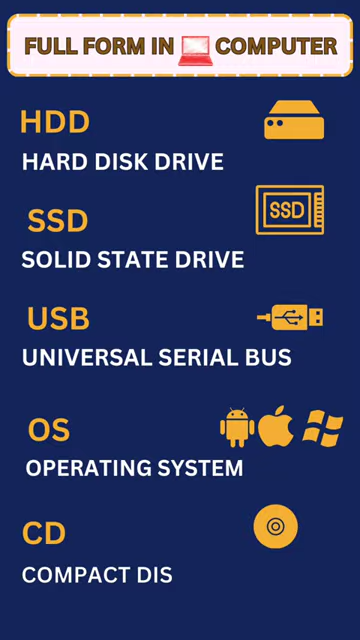 FULL FORM IN COMPUTER
HDD
HARD DISK DRIVE
SSD
SSD
SOLID STATE DRIVE
USB
UNIVERSAL SERIAL BUS
OS
OPERATING SYSTEM
CD
COMPACT DIS